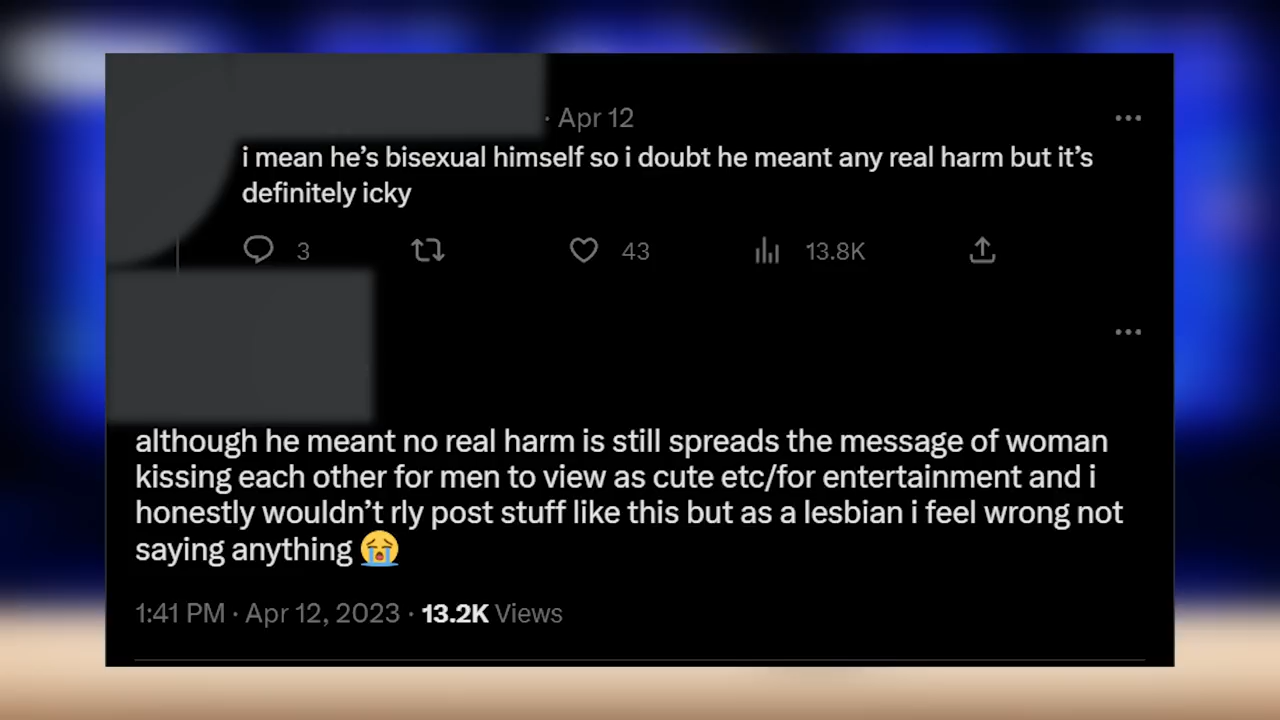 · Apr 12
i mean he’s bisexual himself so i doubt he meant any real harm but it’s
definitely icky
3 43 13.8K
although he meant no real harm is still spreads the message of woman
kissing each other for men to view as cute etc/for entertainment and i
honestly wouldn’t rly post stuff like this but as a lesbian i feel wrong not
saying anything 😭
1:41 PM · Apr 12, 2023 · 13.2K Views